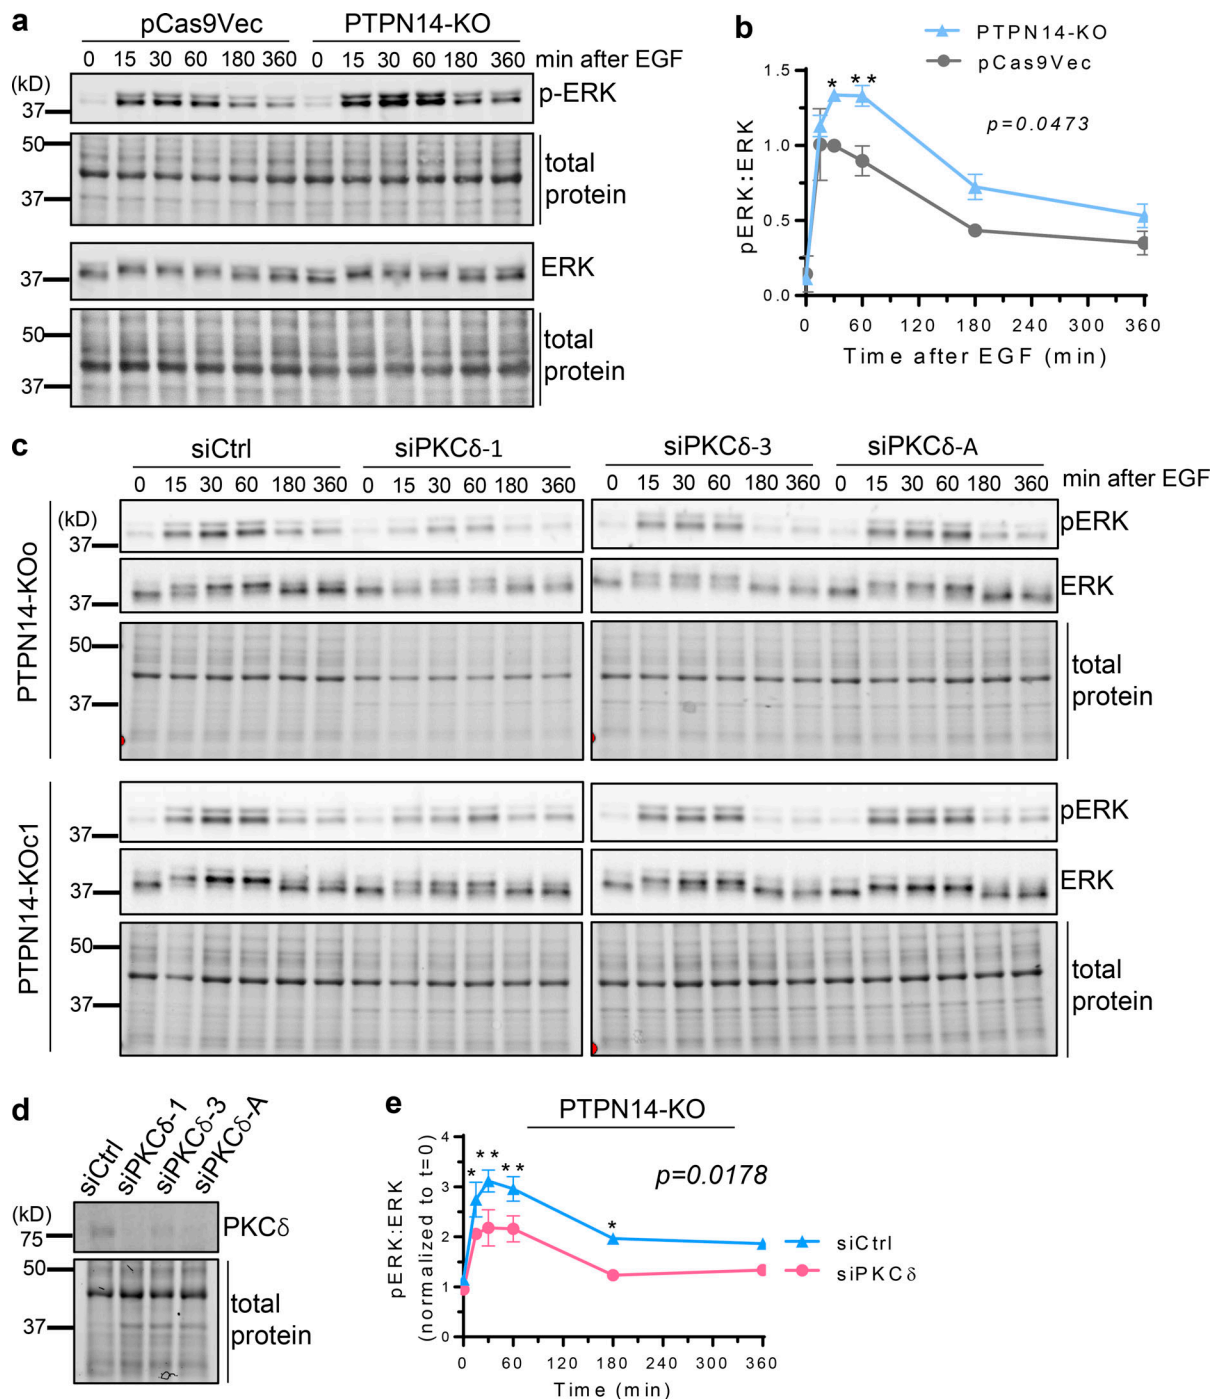 a
pCas9Vec PTPN14-KO
0 15 30 60 180 360 0 15 30 60 180 360 min after EGF
(kD)
37
p-ERK
50
37
total
protein
37
ERK
50
37
total
protein
b
PTPN14-KO
pCas9Vec
1.5
1.0
0.5
0.0
pERK:ERK
* **
p=0.0473
0 60 120 180 240 300 360
Time after EGF (min)
c
siCtrl siPKCδ-1 siPKCδ-3 siPKCδ-A
0 15 30 60 180 360 0 15 30 60 180 360 0 15 30 60 180 360 0 15 30 60 180 360 min after EGF
PTPN14-KOo
(kD)
37
pERK
37
ERK
50
37
total
protein
PTPN14-KOc1
37
pERK
37
ERK
50
37
total
protein
d
siCtrl
siPKCδ-1
siPKCδ-3
siPKCδ-A
(kD)
75
PKCδ
50
37
total
protein
e
PTPN14-KO
pERK:ERK
(normalized to t=0)
4
3
2
1
0
* ** ** *
p=0.0178
siCtrl
siPKCδ
0 60 120 180 240 300 360
Time (min)